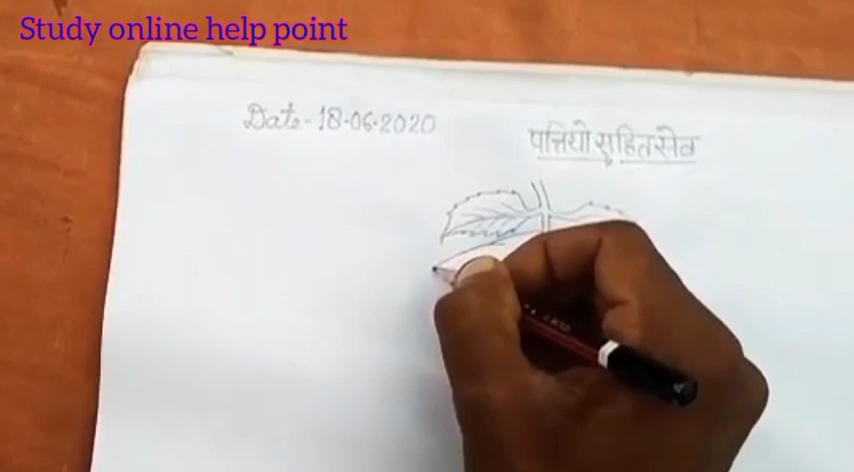 Study online help point
Date-18-06-2020
पत्तियो सहित सेव